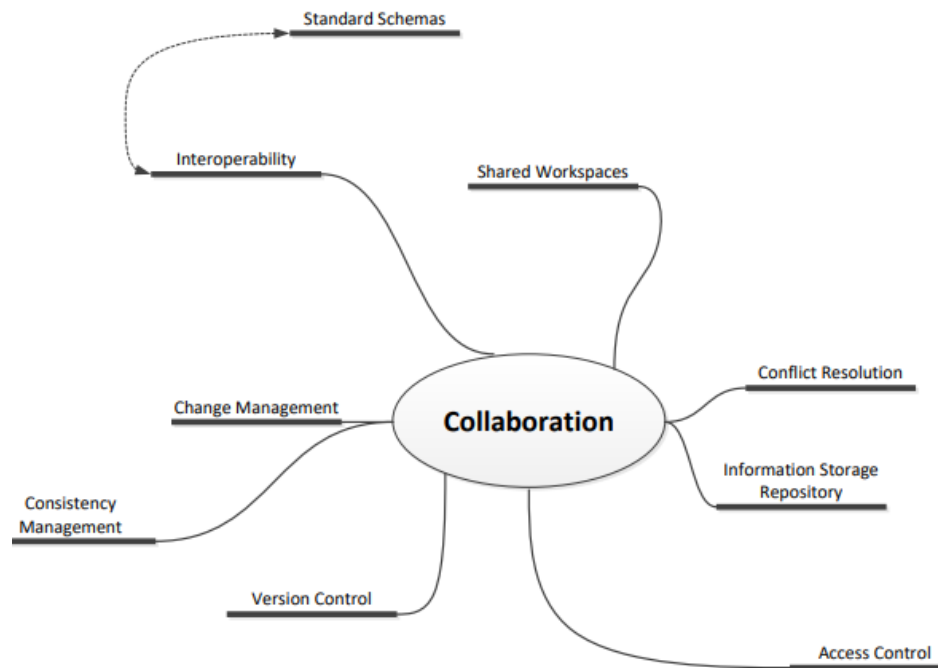 Standard Schemas
Interoperability
Shared Workspaces
Conflict Resolution
Collaboration
Change Management
Information Storage
Repository
Consistency
Management
Version Control
Access Control